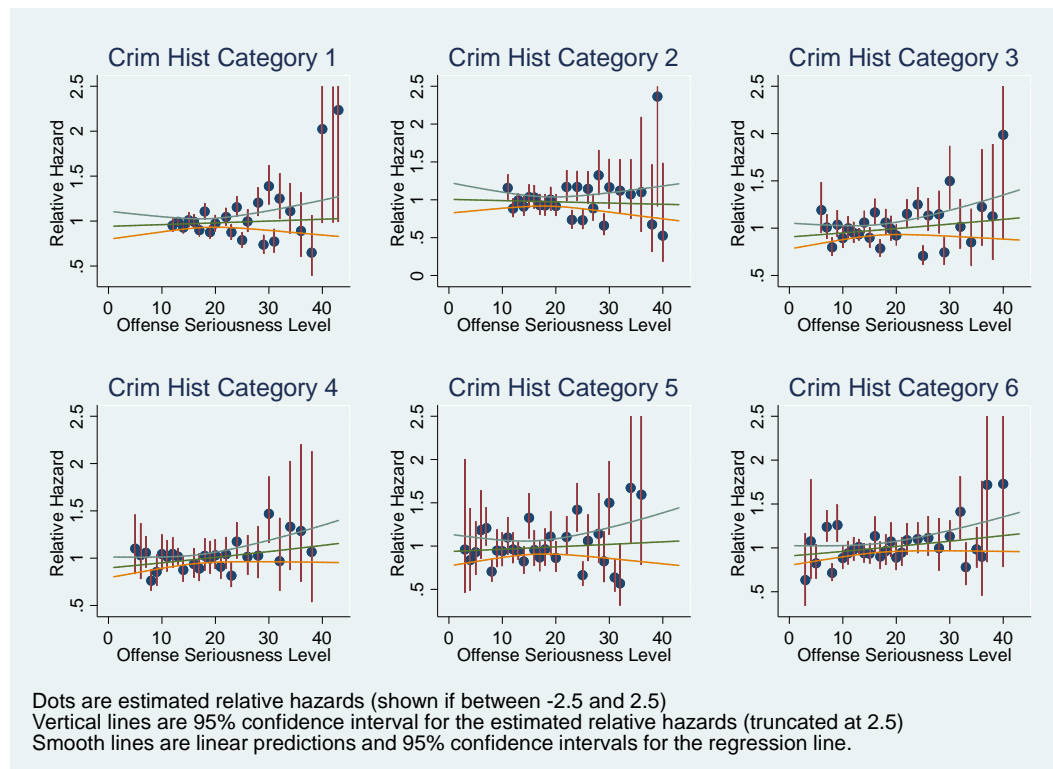 Crim Hist Category 1
Crim Hist Category 2
Crim Hist Category 3
Relative Hazard
.5
1
1.5
2
2.5
0
10
20
30
40
Offense Seriousness Level
Relative Hazard
0
.5
1
1.5
2
2.5
0
10
20
30
40
Offense Seriousness Level
Relative Hazard
.5
1
1.5
2
2.5
0
10
20
30
40
Offense Seriousness Level
Crim Hist Category 4
Crim Hist Category 5
Crim Hist Category 6
Relative Hazard
.5
1
1.5
2
2.5
0
10
20
30
40
Offense Seriousness Level
Relative Hazard
.5
1
1.5
2
2.5
0
10
20
30
40
Offense Seriousness Level
Relative Hazard
.5
1
1.5
2
2.5
0
10
20
30
40
Offense Seriousness Level
Dots are estimated relative hazards (shown if between -2.5 and 2.5)
Vertical lines are 95% confidence interval for the estimated relative hazards (truncated at 2.5)
Smooth lines are linear predictions and 95% confidence intervals for the regression line.